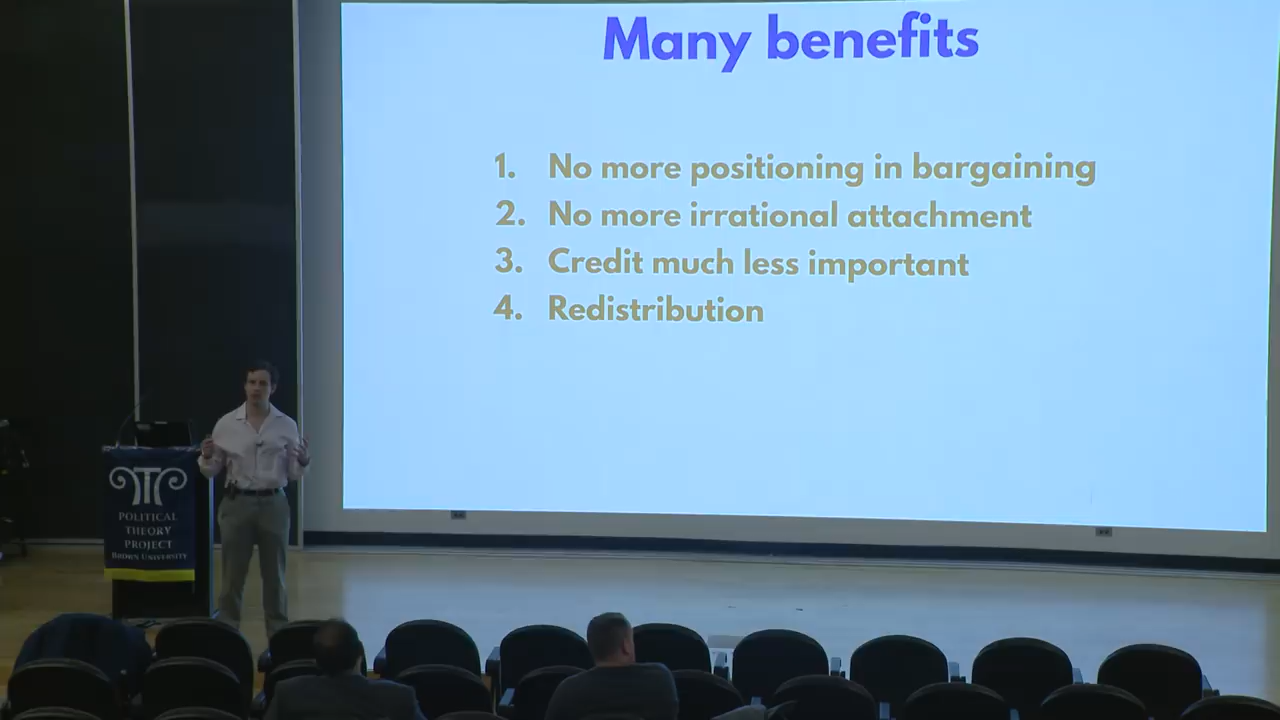 Many benefits
1. No more positioning in bargaining
2. No more irrational attachment
3. Credit much less important
4. Redistribution
POLITICAL
THEORY
PROJECT
BROWN UNIVERSITY